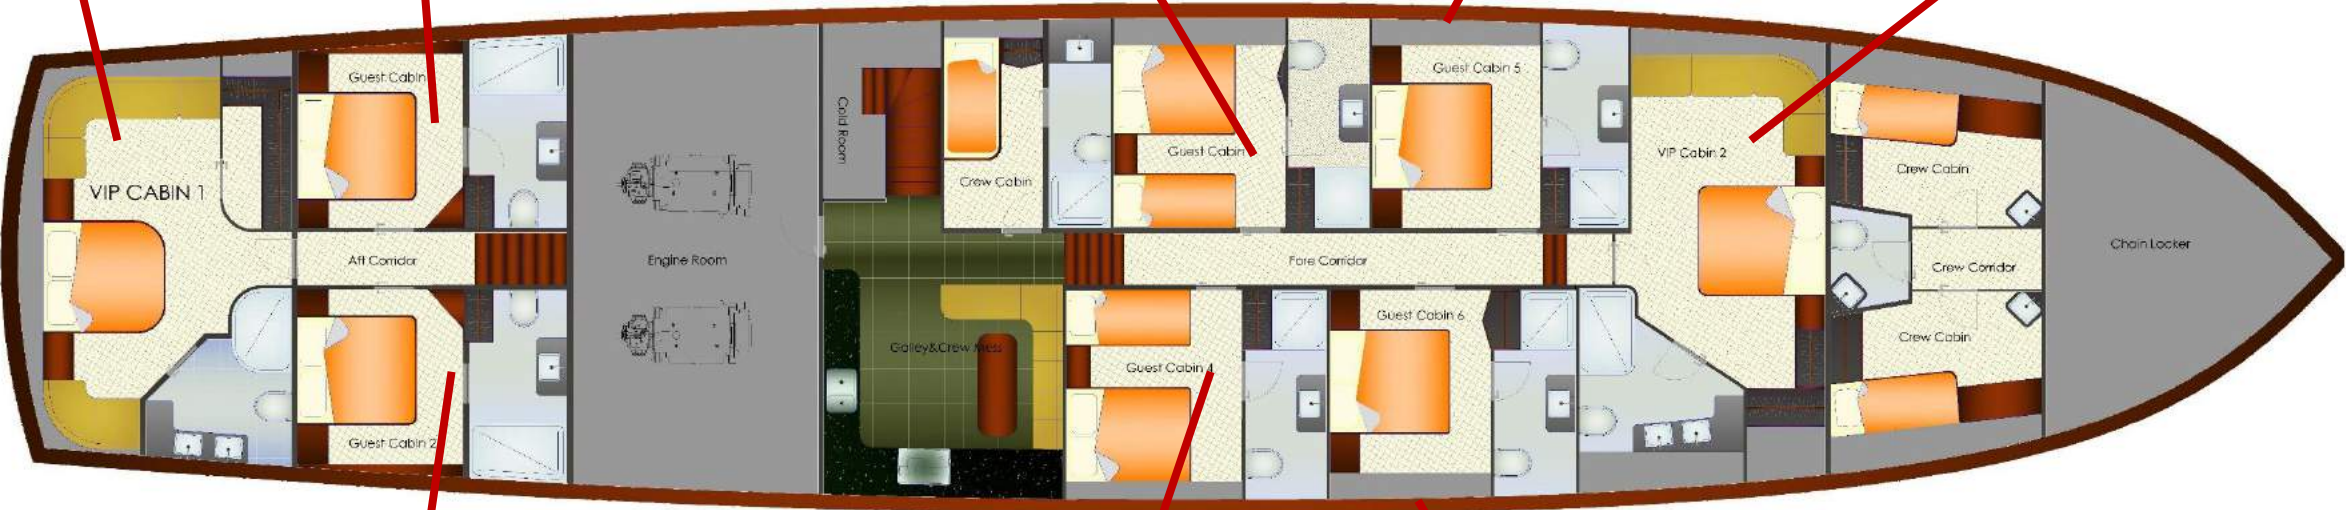 VIP CABIN 1
Guest Cabin
Aft Corridor
Guest Cabin 2
Engine Room
Cold Room
Galley&Crew Mess
Crew Cabin
Guest Cabin
Guest Cabin 5
Fore Corridor
Guest Cabin 4
Guest Cabin 6
VIP Cabin 2
Crew Cabin
Crew Corridor
Crew Cabin
Chain Locker